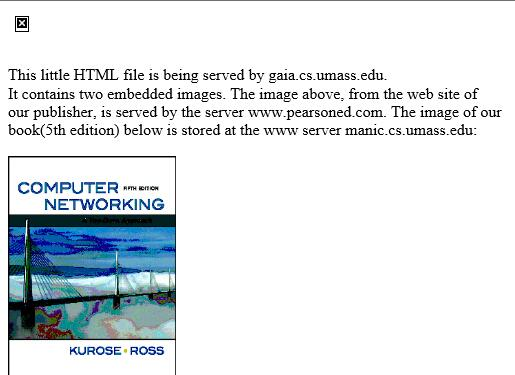 This little HTML file is being served by gaia.cs.umass.edu.
It contains two embedded images. The image above, from the web site of
our publisher, is served by the server www.pearsoned.com. The image of our
book(5th edition) below is stored at the www server manic.cs.umass.edu:
COMPUTER FIFTH EDITION
NETWORKING
A Top-Down Approach
KUROSE • ROSS